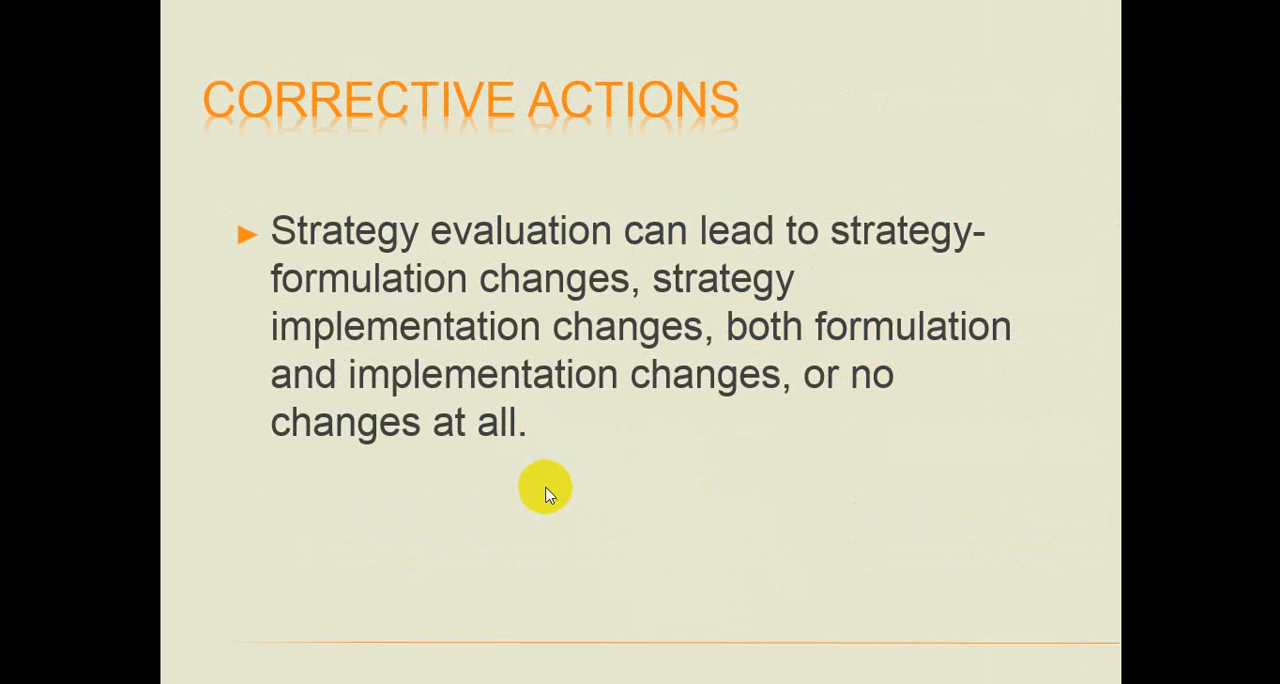 CORRECTIVE ACTIONS
Strategy evaluation can lead to strategy-
formulation changes, strategy
implementation changes, both formulation
and implementation changes, or no
changes at all.